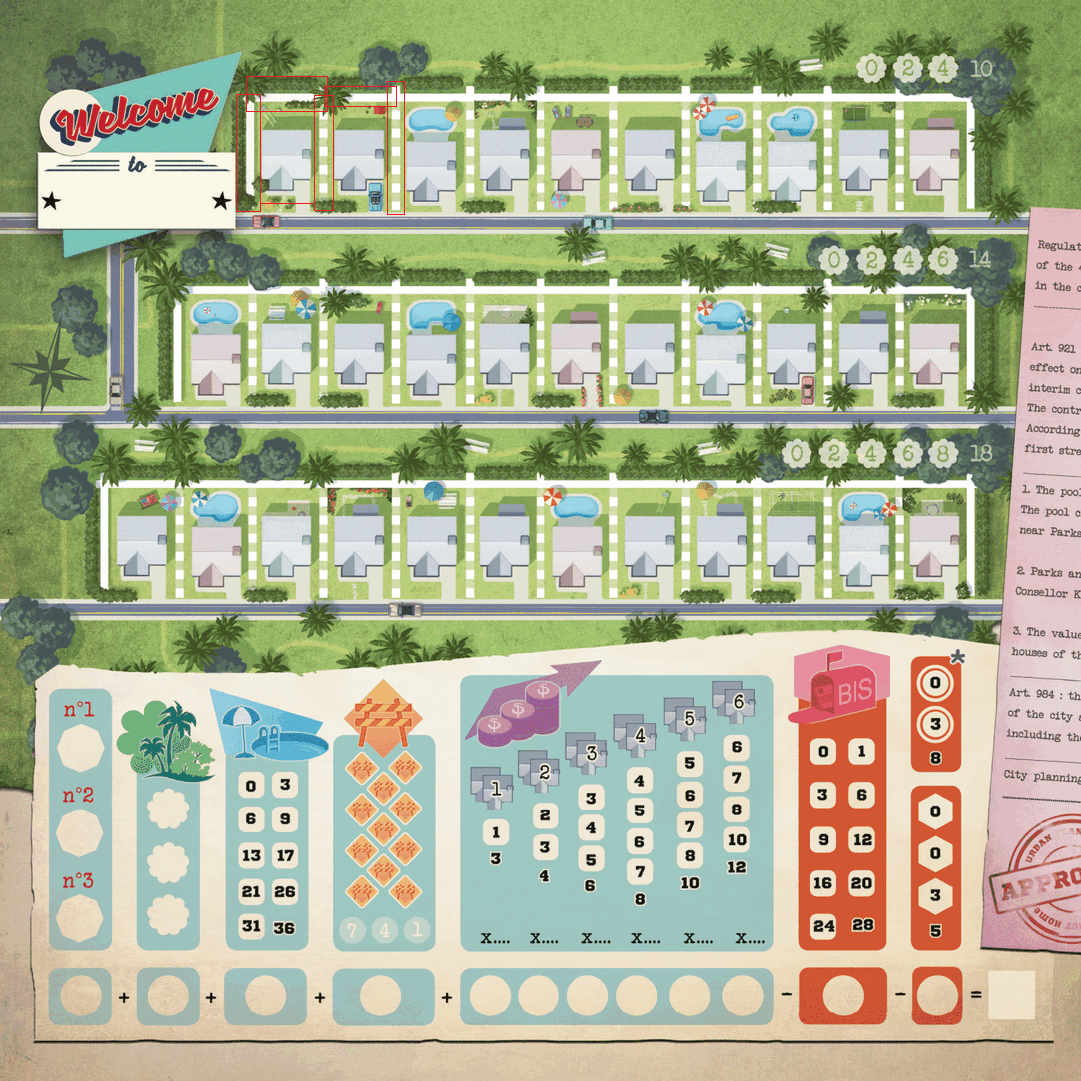 Welcome
to
0 2 4 10
0 2 4 6 14
0 2 4 6 8 18
Regulat
of the 4
in the c
Art. 921
effect on
interim c
The contr
According
first stre
1. The pool
The pool c
near Parks
2. Parks an
Consellor K
3. The value
houses of th
Art. 984 : th
of the city
including the
City planning
URBAN
APPRO
n°1
n°2
n°3
0 3
6 9
13 17
21 26
31 36
7 4 1
$ $ $
1 2 3 4 5 6
1 3
2 3 4
3 4 5 6
4 5 6 7 8
5 6 7 8 10
6 7 8 10 12
X.... X.... X.... X.... X.... X....
BIS
0 1
3 6
9 12
16 20
24 28
*
0
3
8
0
0
3
5
+ + + + - - =